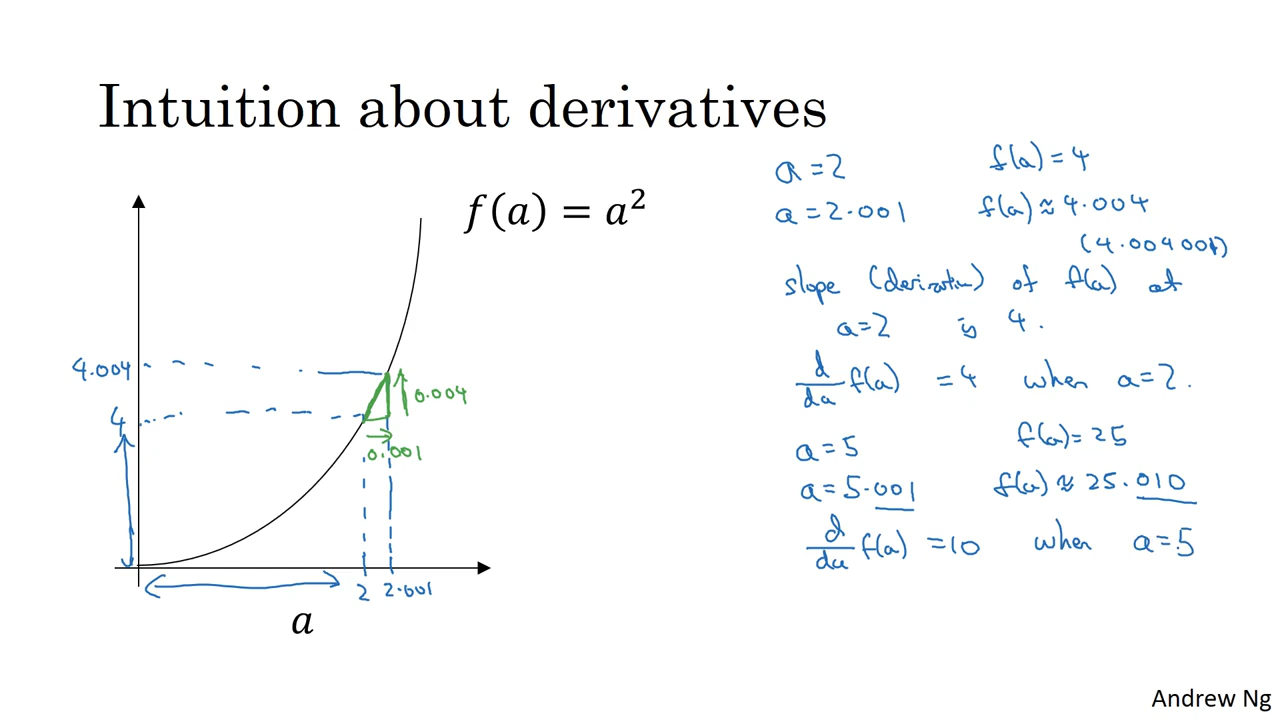 Intuition about derivatives
f(a) = a²
a = 2 f(a) = 4
a = 2.001 f(a) ≈ 4.004
(4.004001)
slope (derivative) of f(a) at
a=2 is 4.
d/da f(a) = 4 when a=2.
a=5 f(a)=25
a=5.001 f(a) ≈ 25.010
d/da f(a) = 10 when a=5
4.004
4
0.004
0.001
2 2.001
a
Andrew Ng